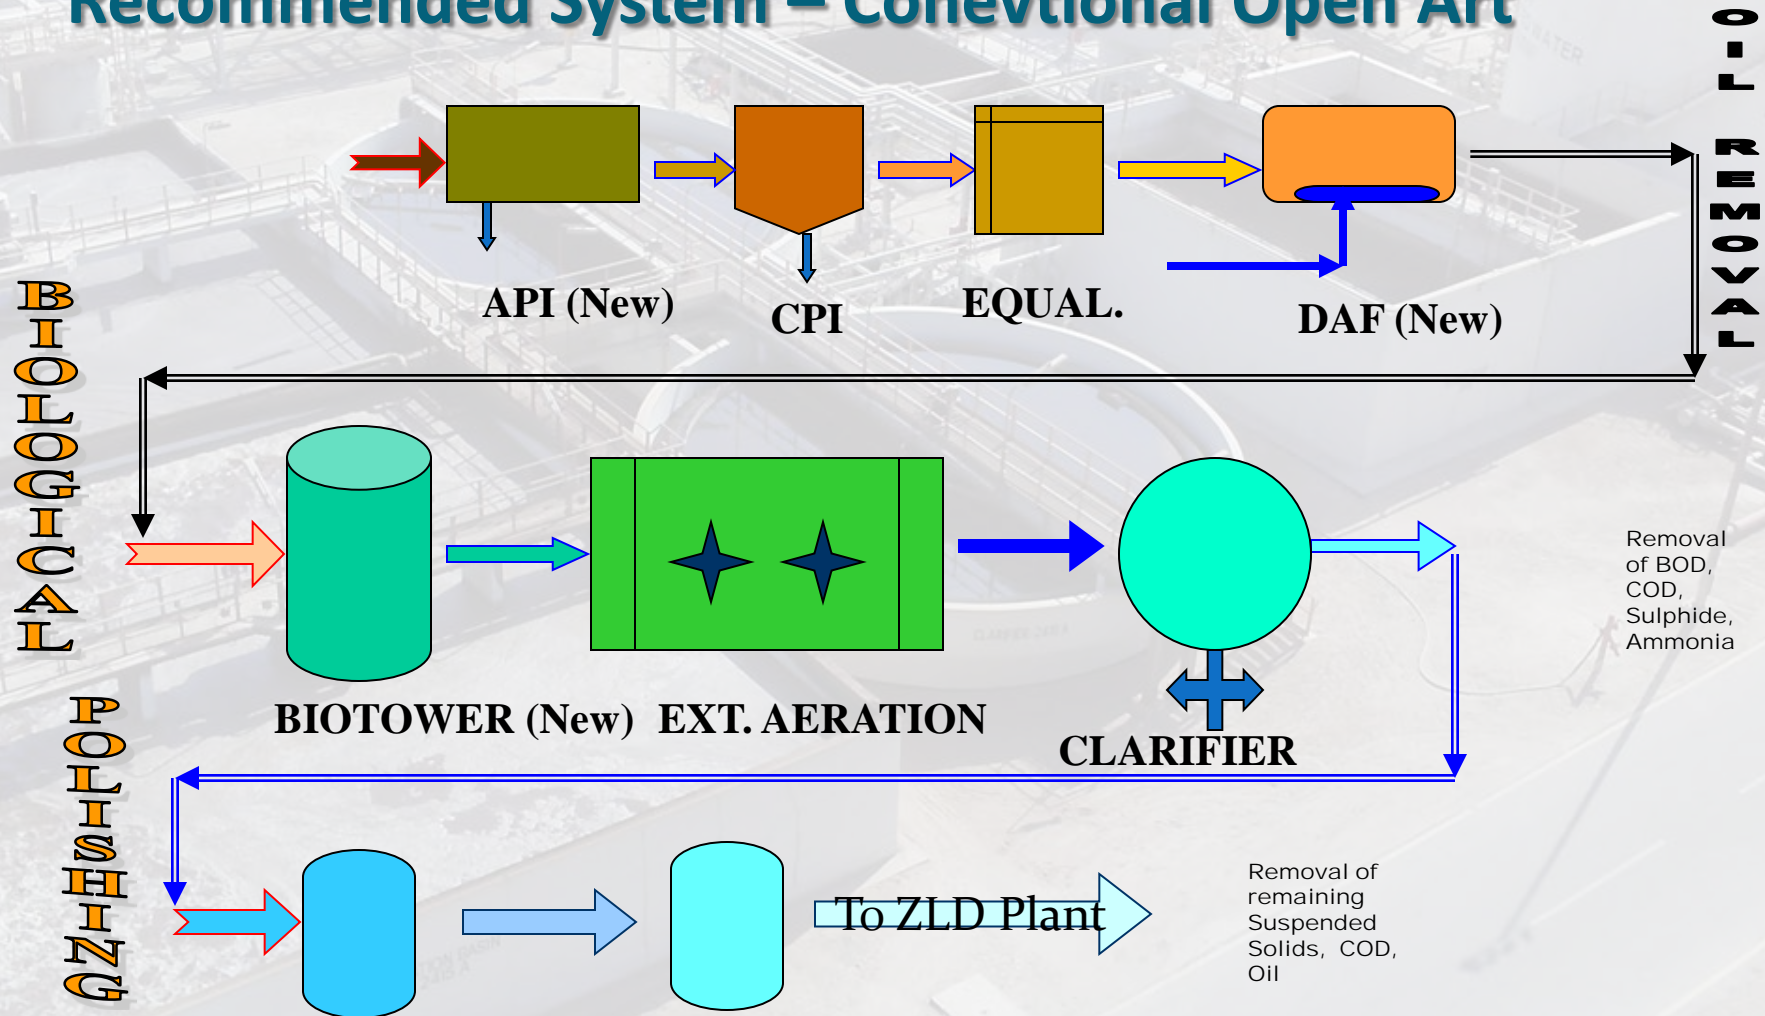 Recommended System – Conevtional Open Art
OIL REMOVAL
API (New)
CPI
EQUAL.
DAF (New)
BIOLOGICAL
BIOTOWER (New)
EXT. AERATION
CLARIFIER
Removal
of BOD,
COD,
Sulphide,
Ammonia
POLISHING
To ZLD Plant
Removal of
remaining
Suspended
Solids, COD,
Oil